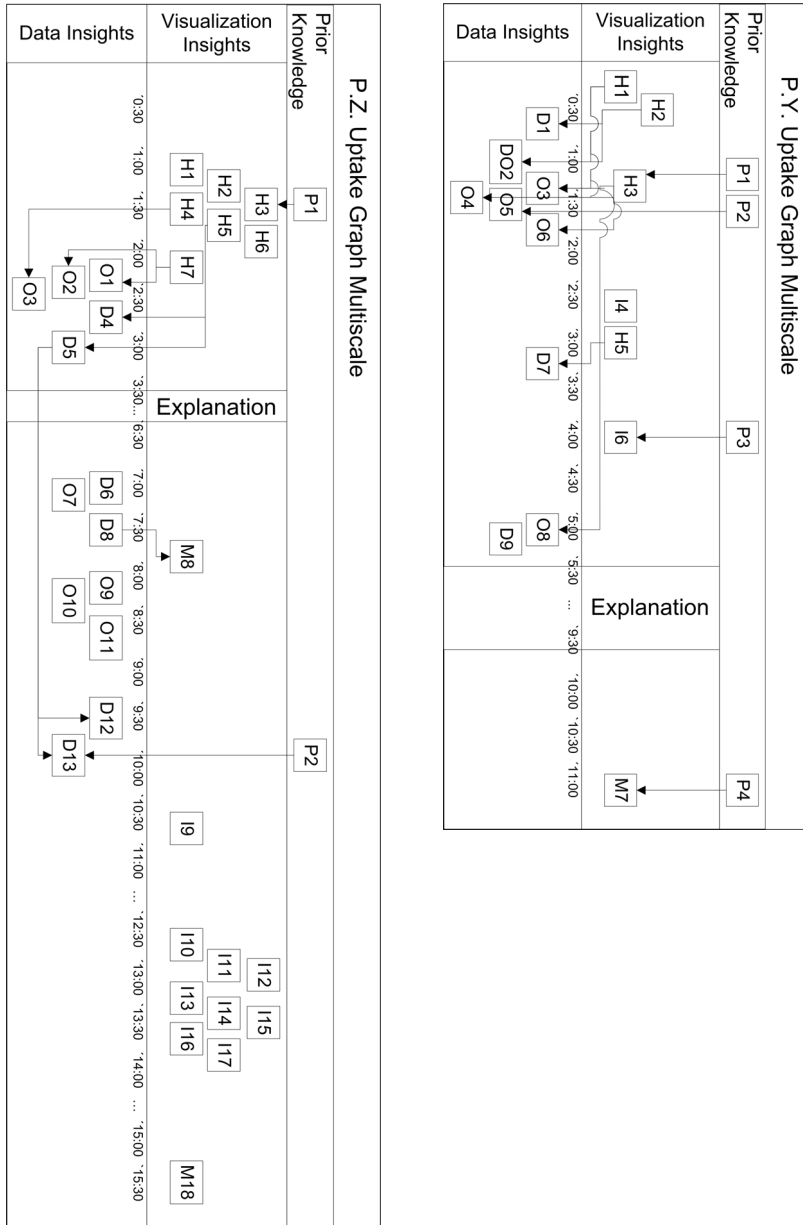 P.Y. Uptake Graph Multiscale
Prior
Knowledge
P1
P2
P3
P4
Visualization
Insights
H1
H2
H3
I4
H5
I6
Explanation
M7
`0:30
`1:00
`1:30
`2:00
`2:30
`3:00
`3:30
`4:00
`4:30
`5:00
`5:30
...
`9:30
`10:00
`10:30
`11:00
Data Insights
D1
DO2
O3
O4
O5
O6
D7
O8
D9
P.Z. Uptake Graph Multiscale
Prior
Knowledge
P1
P2
Visualization
Insights
H1
H2
H3
H4
H5
H6
H7
Explanation
M8
I9
I10
I11
I12
I13
I14
I15
I16
I17
M18
`0:30
`1:00
`1:30
`2:00
`2:30
`3:00
`3:30...
`6:30
`7:00
`7:30
`8:00
`8:30
`9:00
`9:30
`10:00
`10:30
`11:00
...
`12:30
`13:00
`13:30
`14:00
...
`15:00
`15:30
Data Insights
O1
O2
O3
D4
D5
D6
O7
D8
O9
O10
O11
D12
D13